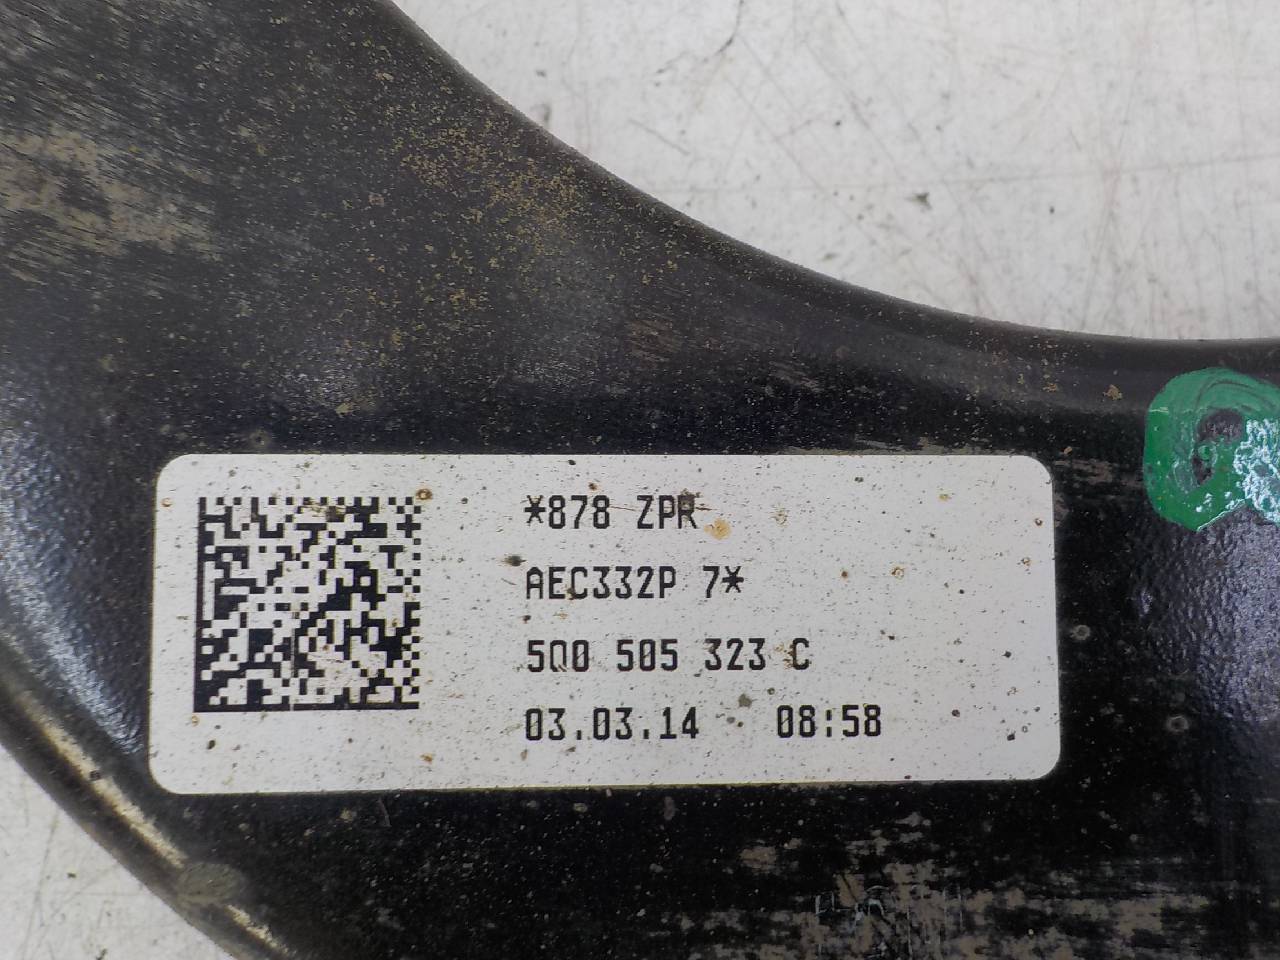 *878 ZPR
AEC332P 7*
5Q0 505 323 C
03.03.14 08:58